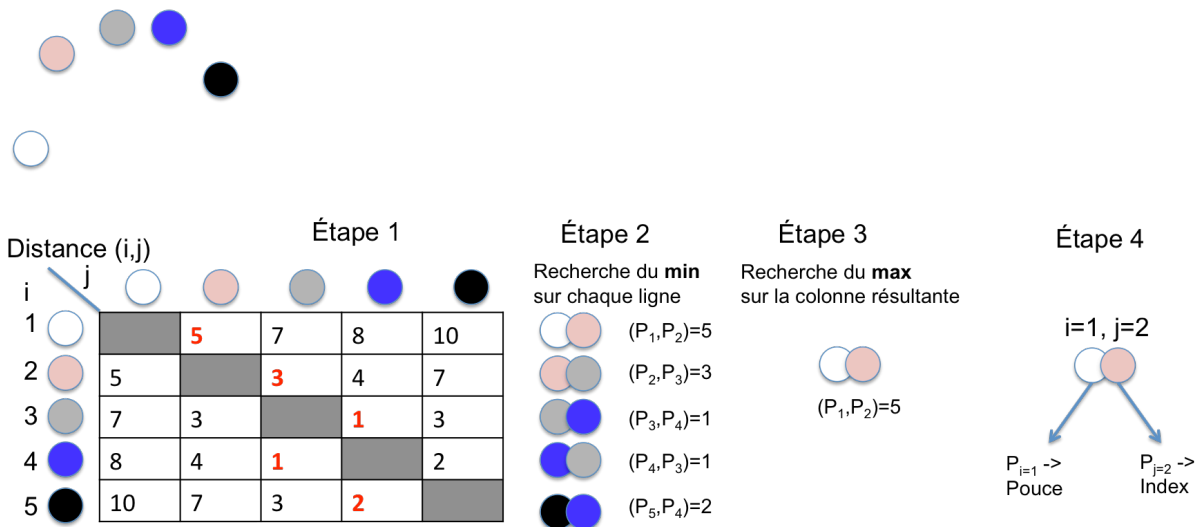 Étape 1
Étape 2
Étape 3
Étape 4
Distance (i,j)
j
i
Recherche du min
sur chaque ligne
Recherche du max
sur la colonne résultante
1 5 7 8 10
2 5 3 4 7
3 7 3 1 3
4 8 4 1 2
5 10 7 3 2
(P₁,P₂)=5
(P₂,P₃)=3
(P₃,P₄)=1
(P₄,P₃)=1
(P₅,P₄)=2
(P₁,P₂)=5
i=1, j=2
Pi=1 ->
Pouce
Pj=2 ->
Index